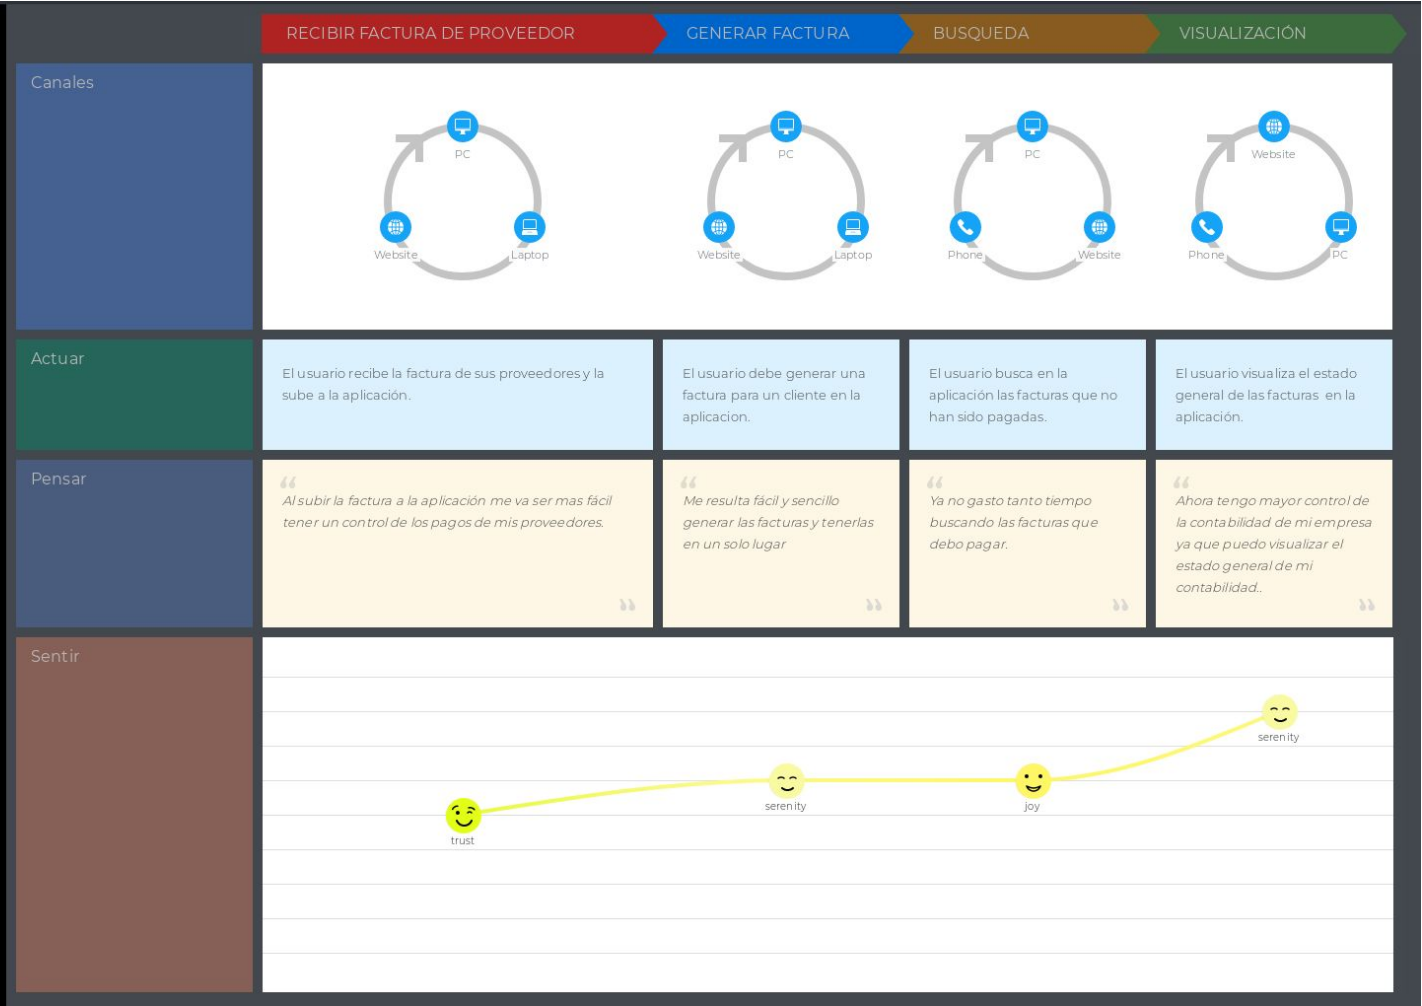 RECIBIR FACTURA DE PROVEEDOR
GENERAR FACTURA
BUSQUEDA
VISUALIZACIÓN
Canales
PC
Website
Laptop
PC
Website
Laptop
PC
Phone
Website
Website
Phone
PC
Actuar
El usuario recibe la factura de sus proveedores y la
sube a la aplicación.
El usuario debe generar una
factura para un cliente en la
aplicacion.
El usuario busca en la
aplicación las facturas que no
han sido pagadas.
El usuario visualiza el estado
general de las facturas en la
aplicación.
Pensar
“
Al subir la factura a la aplicación me va ser mas fácil
tener un control de los pagos de mis proveedores.
”
“
Me resulta fácil y sencillo
generar las facturas y tenerlas
en un solo lugar
”
“
Ya no gasto tanto tiempo
buscando las facturas que
debo pagar.
”
“
Ahora tengo mayor control de
la contabilidad de mi empresa
ya que puedo visualizar el
estado general de mi
contabilidad..
”
Sentir
trust
serenity
joy
serenity